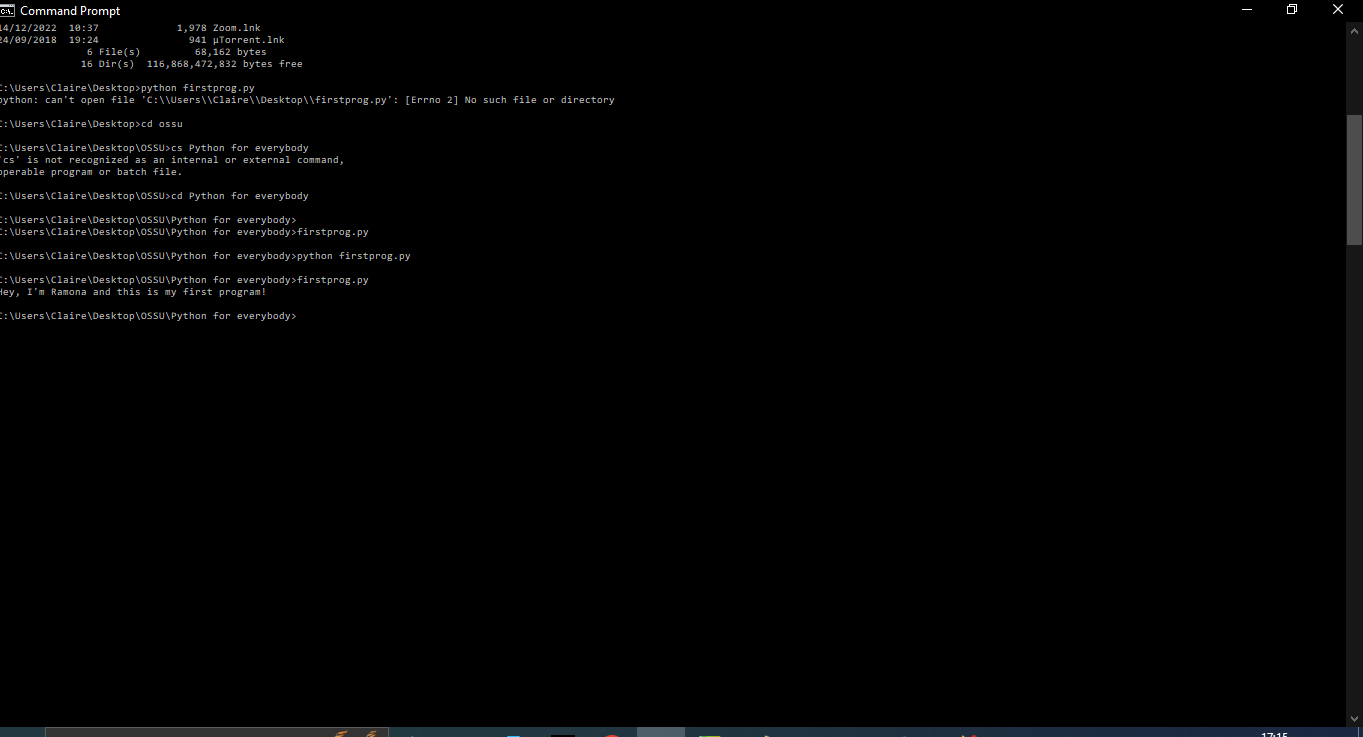 Command Prompt
14/12/2022 10:37 1,978 Zoom.lnk
24/09/2018 19:24 941 µTorrent.lnk
6 File(s) 68,162 bytes
16 Dir(s) 116,868,472,832 bytes free
C:\Users\Claire\Desktop>python firstprog.py
python: can't open file 'C:\\Users\\Claire\\Desktop\\firstprog.py': [Errno 2] No such file or directory
C:\Users\Claire\Desktop>cd ossu
C:\Users\Claire\Desktop\OSSU>cs Python for everybody
'cs' is not recognized as an internal or external command,
operable program or batch file.
C:\Users\Claire\Desktop\OSSU>cd Python for everybody
C:\Users\Claire\Desktop\OSSU\Python for everybody>
C:\Users\Claire\Desktop\OSSU\Python for everybody>firstprog.py
C:\Users\Claire\Desktop\OSSU\Python for everybody>python firstprog.py
C:\Users\Claire\Desktop\OSSU\Python for everybody>firstprog.py
Hey, I'm Ramona and this is my first program!
C:\Users\Claire\Desktop\OSSU\Python for everybody>
17:15